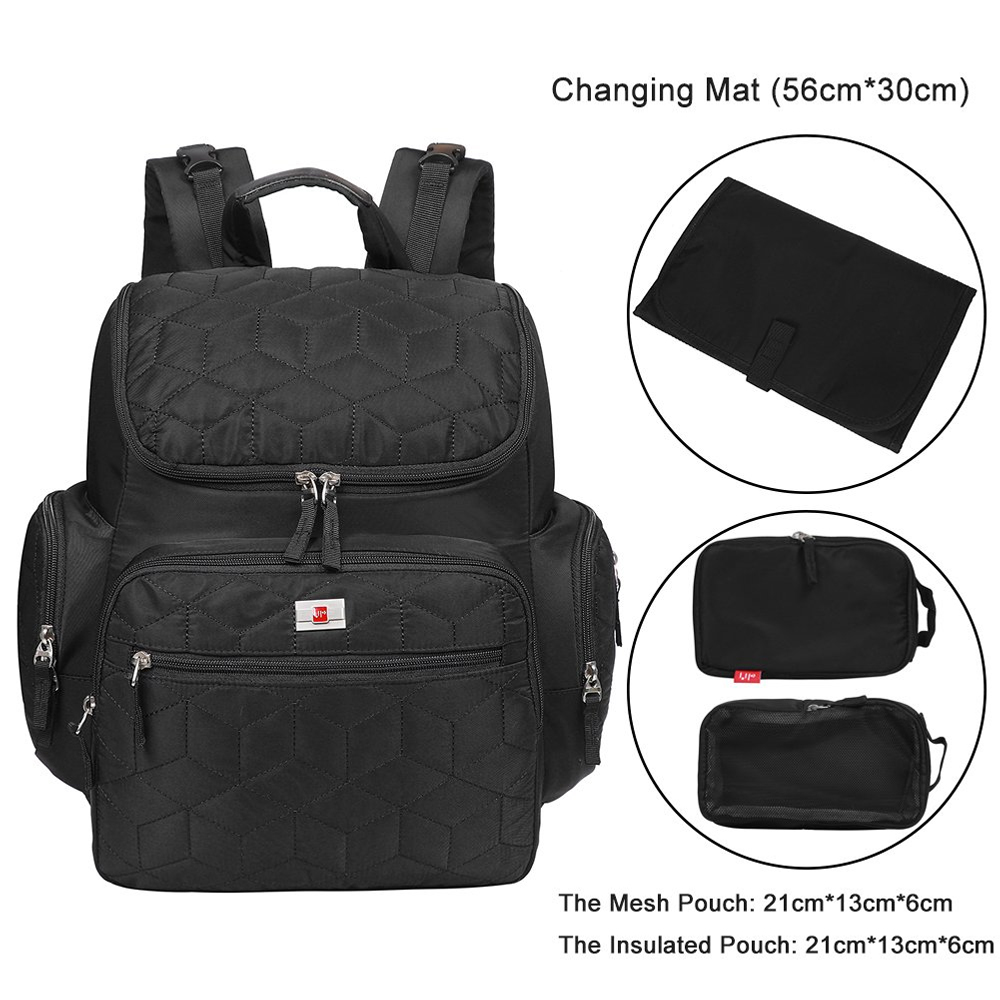 Changing Mat (56cm*30cm)
The Mesh Pouch: 21cm*13cm*6cm
The Insulated Pouch: 21cm*13cm*6cm